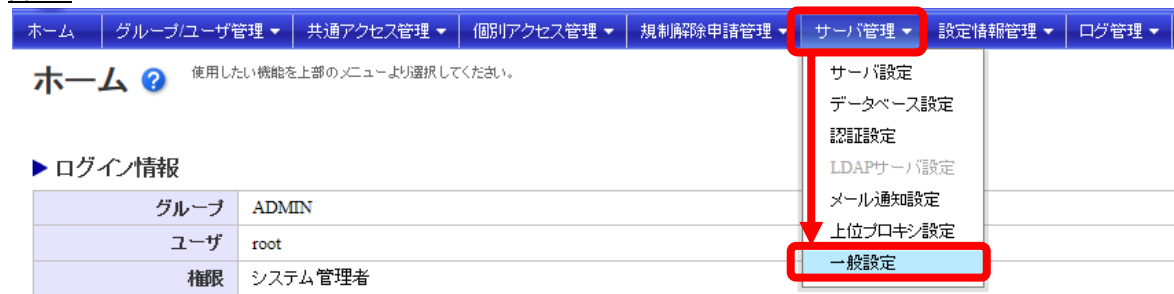 ホーム グループ/ユーザ管理▼ 共通アクセス管理▼ 個別アクセス管理▼ 規制解除申請管理▼ サーバ管理▼ 設定情報管理▼ ログ管理▼
ホーム ? 使用したい機能を上部のメニューより選択してください。
サーバ設定
データベース設定
認証設定
LDAPサーバ設定
メール通知設定
上位プロキシ設定
一般設定
▶ログイン情報
グループ ADMIN
ユーザ root
権限 システム管理者